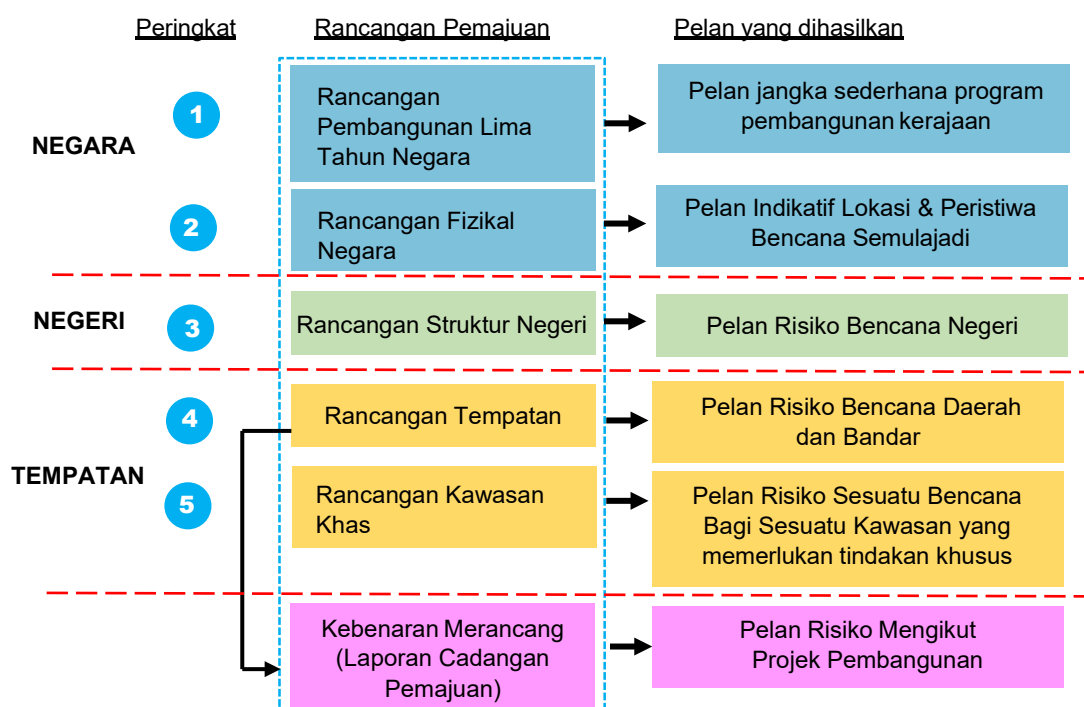 Peringkat
Rancangan Pemajuan
Pelan yang dihasilkan
NEGARA
1
Rancangan
Pembangunan Lima
Tahun Negara
Pelan jangka sederhana program
pembangunan kerajaan
2
Rancangan Fizikal
Negara
Pelan Indikatif Lokasi & Peristiwa
Bencana Semulajadi
NEGERI
3
Rancangan Struktur Negeri
Pelan Risiko Bencana Negeri
TEMPATAN
4
Rancangan Tempatan
Pelan Risiko Bencana Daerah
dan Bandar
5
Rancangan Kawasan
Khas
Pelan Risiko Sesuatu Bencana
Bagi Sesuatu Kawasan yang
memerlukan tindakan khusus
Kebenaran Merancang
(Laporan Cadangan
Pemajuan)
Pelan Risiko Mengikut
Projek Pembangunan